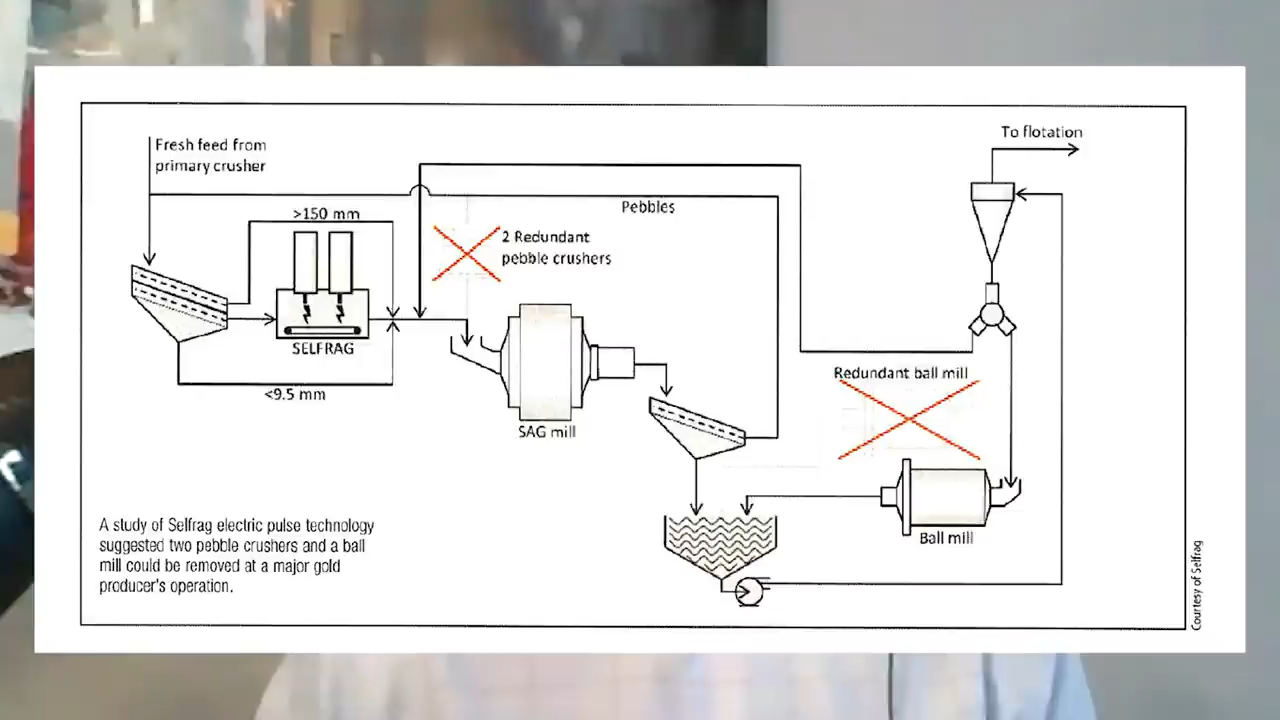 Fresh feed from
primary crusher
To flotation
>150 mm
Pebbles
2 Redundant
pebble crushers
SELFRAG
<9.5 mm
SAG mill
Redundant ball mill
Ball mill
A study of Selfrag electric pulse technology
suggested two pebble crushers and a ball
mill could be removed at a major gold
producer's operation.
Courtesy of Selfrag